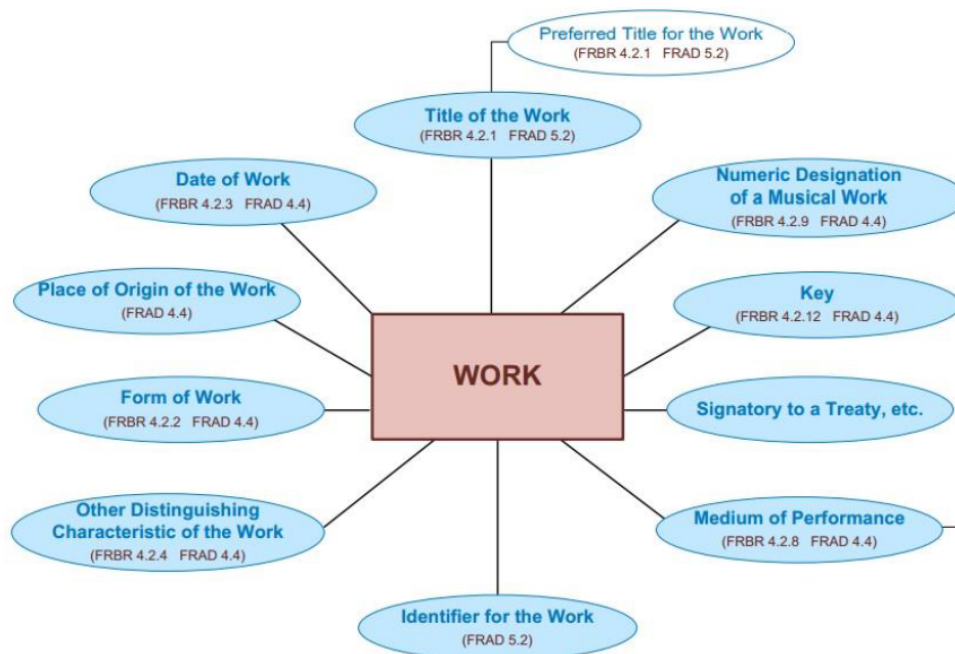 Preferred Title for the Work
(FRBR 4.2.1 FRAD 5.2)
Title of the Work
(FRBR 4.2.1 FRAD 5.2)
Date of Work
(FRBR 4.2.3 FRAD 4.4)
Numeric Designation
of a Musical Work
(FRBR 4.2.9 FRAD 4.4)
Place of Origin of the Work
(FRAD 4.4)
Key
(FRBR 4.2.12 FRAD 4.4)
WORK
Form of Work
(FRBR 4.2.2 FRAD 4.4)
Signatory to a Treaty, etc.
Other Distinguishing
Characteristic of the Work
(FRBR 4.2.4 FRAD 4.4)
Medium of Performance
(FRBR 4.2.8 FRAD 4.4)
Identifier for the Work
(FRAD 5.2)